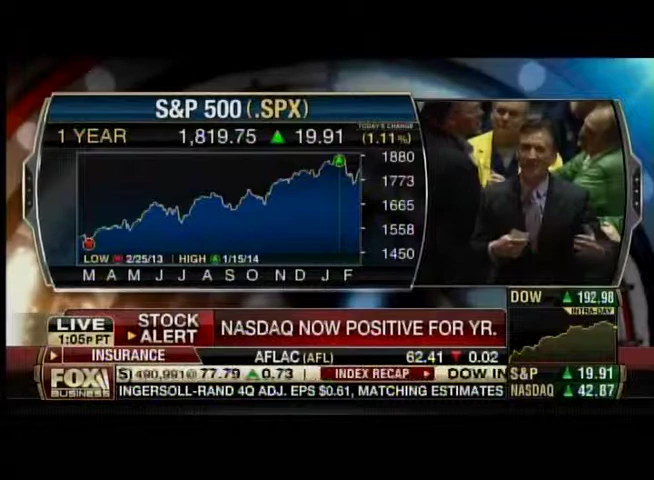 S&P 500 (.SPX)
1 YEAR 1,819.75 ▲ 19.91 TODAY'S CHANGE (1.11%)
1880
1773
1665
1558
1450
LOW 2/25/13 | HIGH 1/15/14
M A M J J A S O N D J F
DOW ▲ 192.98
INTRA-DAY
LIVE
1:05P PT
STOCK ALERT
NASDAQ NOW POSITIVE FOR YR.
INSURANCE AFLAC (AFL) 62.41 ▼ 0.02
FOX BUSINESS
S) 490,991@77.79 ▲ 0.73 INDEX RECAP DOW IN
S&P ▲ 19.91
INGERSOLL-RAND 4Q ADJ. EPS $0.61, MATCHING ESTIMATES
NASDAQ ▲ 42.87